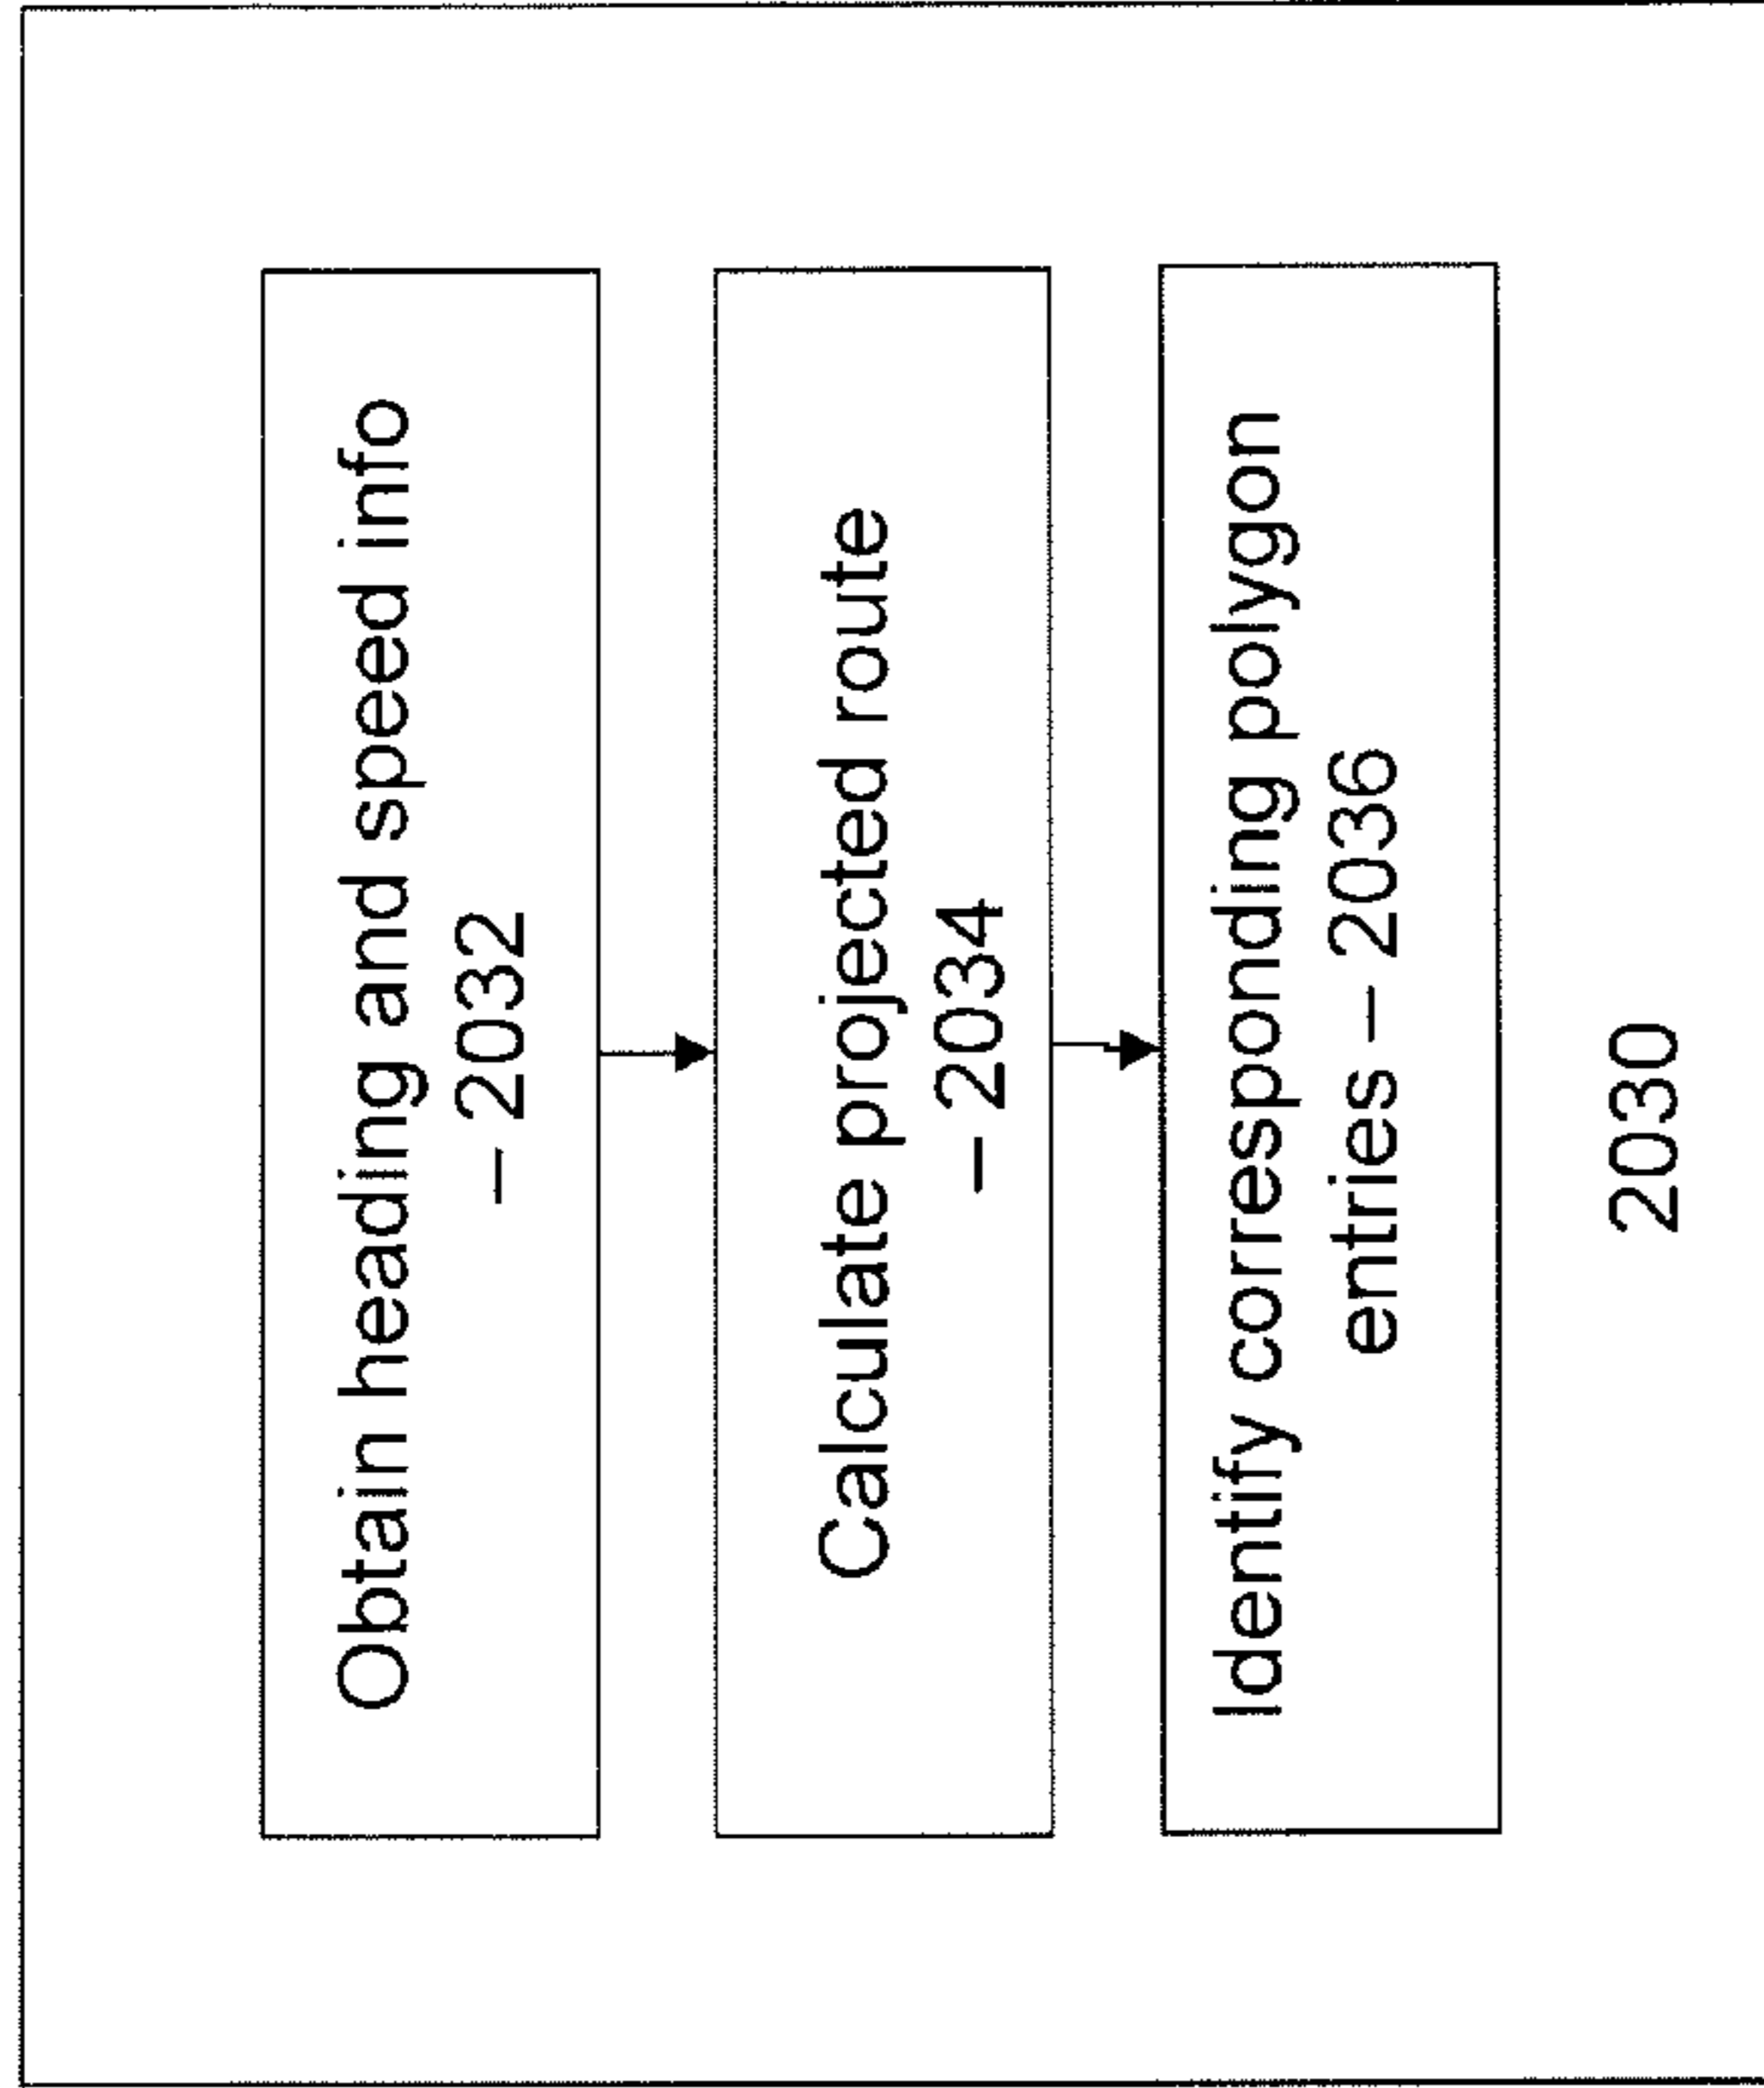 Obtain heading and speed info
– 2032
Calculate projected route
– 2034
Identify corresponding polygon
entries – 2036
2030